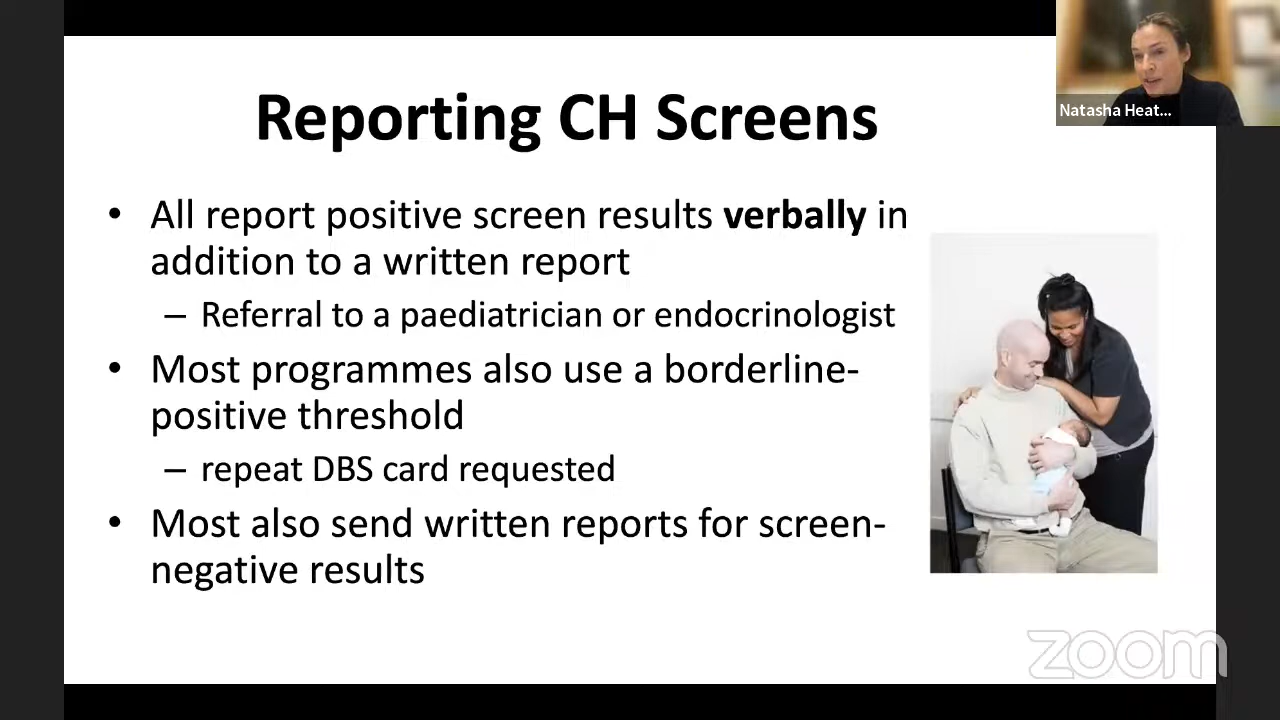 Reporting CH Screens
Natasha Heat...
• All report positive screen results verbally in
addition to a written report
– Referral to a paediatrician or endocrinologist
• Most programmes also use a borderline-
positive threshold
– repeat DBS card requested
• Most also send written reports for screen-
negative results
zoom